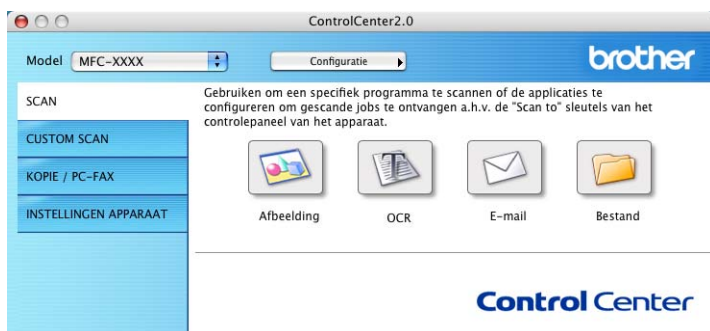 ControlCenter2.0
Model MFC-XXXX Configuratie brother
SCAN
CUSTOM SCAN
KOPIE / PC-FAX
INSTELLINGEN APPARAAT
Gebruiken om een specifiek programma te scannen of de applicaties te
configureren om gescande jobs te ontvangen a.h.v. de "Scan to" sleutels van het
controlepaneel van het apparaat.
Afbeelding OCR E-mail Bestand
Control Center